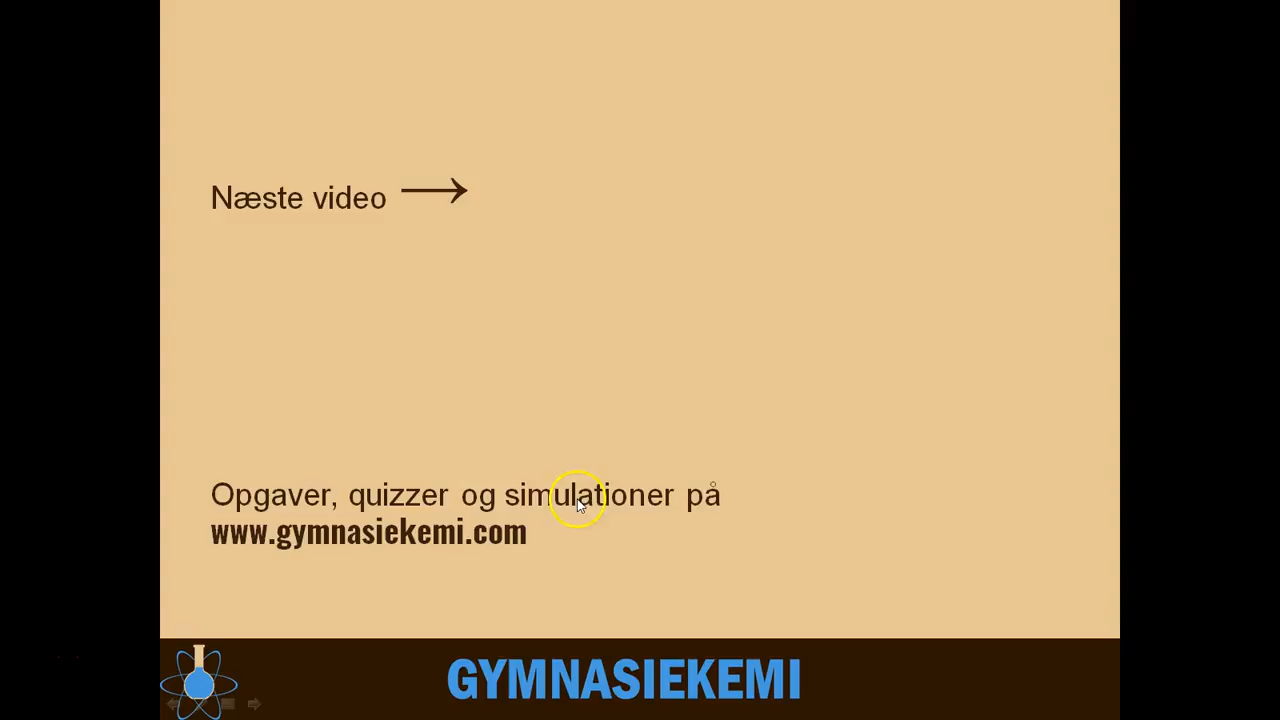 Næste video →
Opgaver, quizzer og simulationer på
www.gymnasiekemi.com
GYMNASIEKEMI